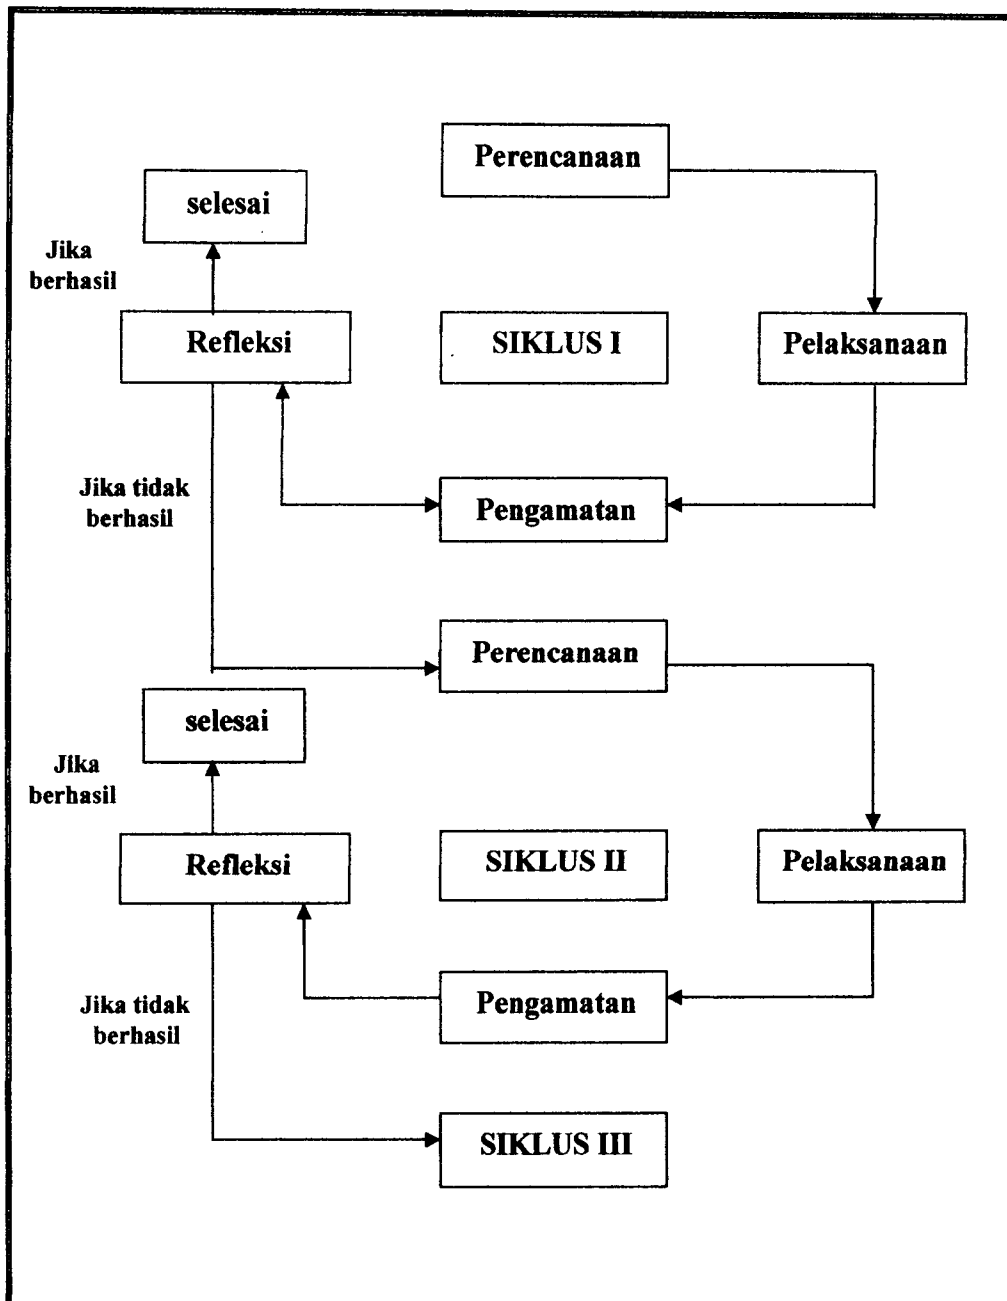 Perencanaan
selesai
Jika
berhasil
Refleksi
SIKLUS I
Pelaksanaan
Jika tidak
berhasil
Pengamatan
Perencanaan
selesai
Jika
berhasil
Refleksi
SIKLUS II
Pelaksanaan
Jika tidak
berhasil
Pengamatan
SIKLUS III